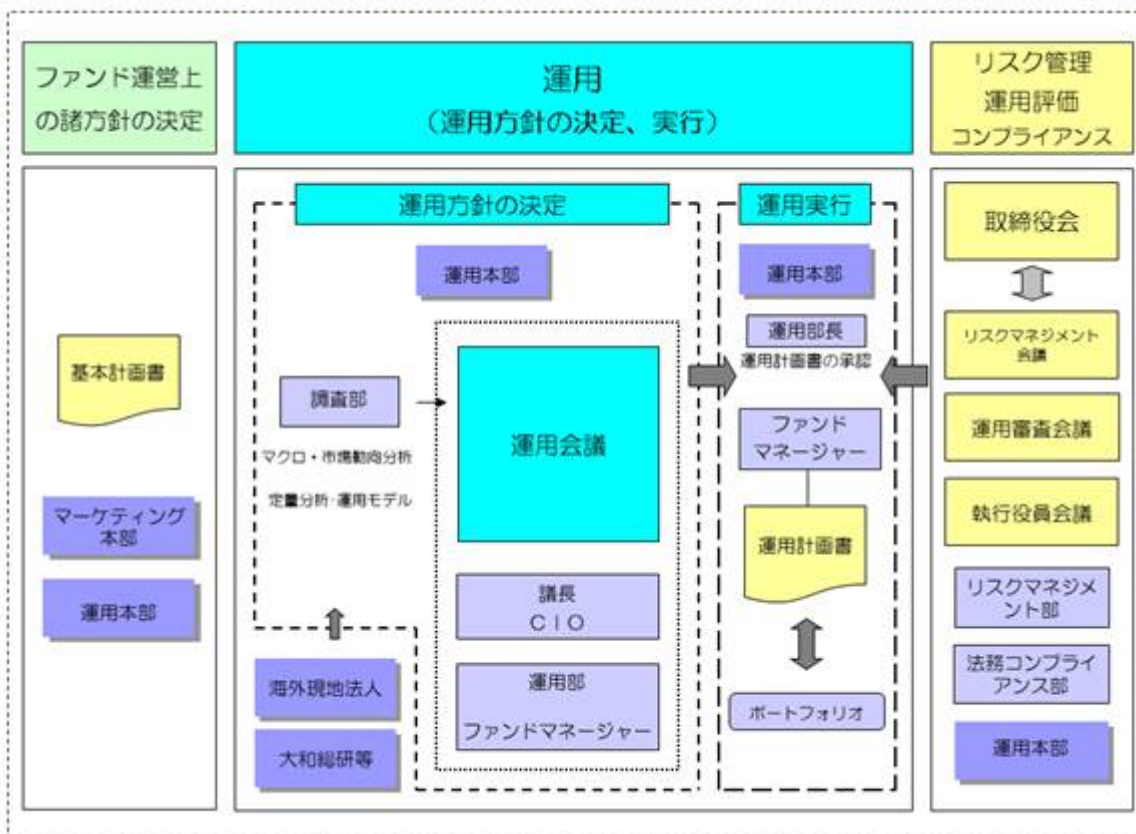 ファンド運営上
の諸方針の決定
運用
（運用方針の決定、実行）
リスク管理
運用評価
コンプライアンス
基本計画書
マーケティング
本部
運用本部
運用方針の決定
運用本部
調査部
マクロ・市場動向分析
定量分析・運用モデル
運用会議
議長
ＣＩＯ
運用部
ファンドマネージャー
海外現地法人
大和総研等
運用実行
運用本部
運用部長
運用計画書の承認
ファンド
マネージャー
運用計画書
ポートフォリオ
取締役会
リスクマネジメント
会議
運用審査会議
執行役員会議
リスクマネジメ
ント部
法務コンプライ
アンス部
運用本部